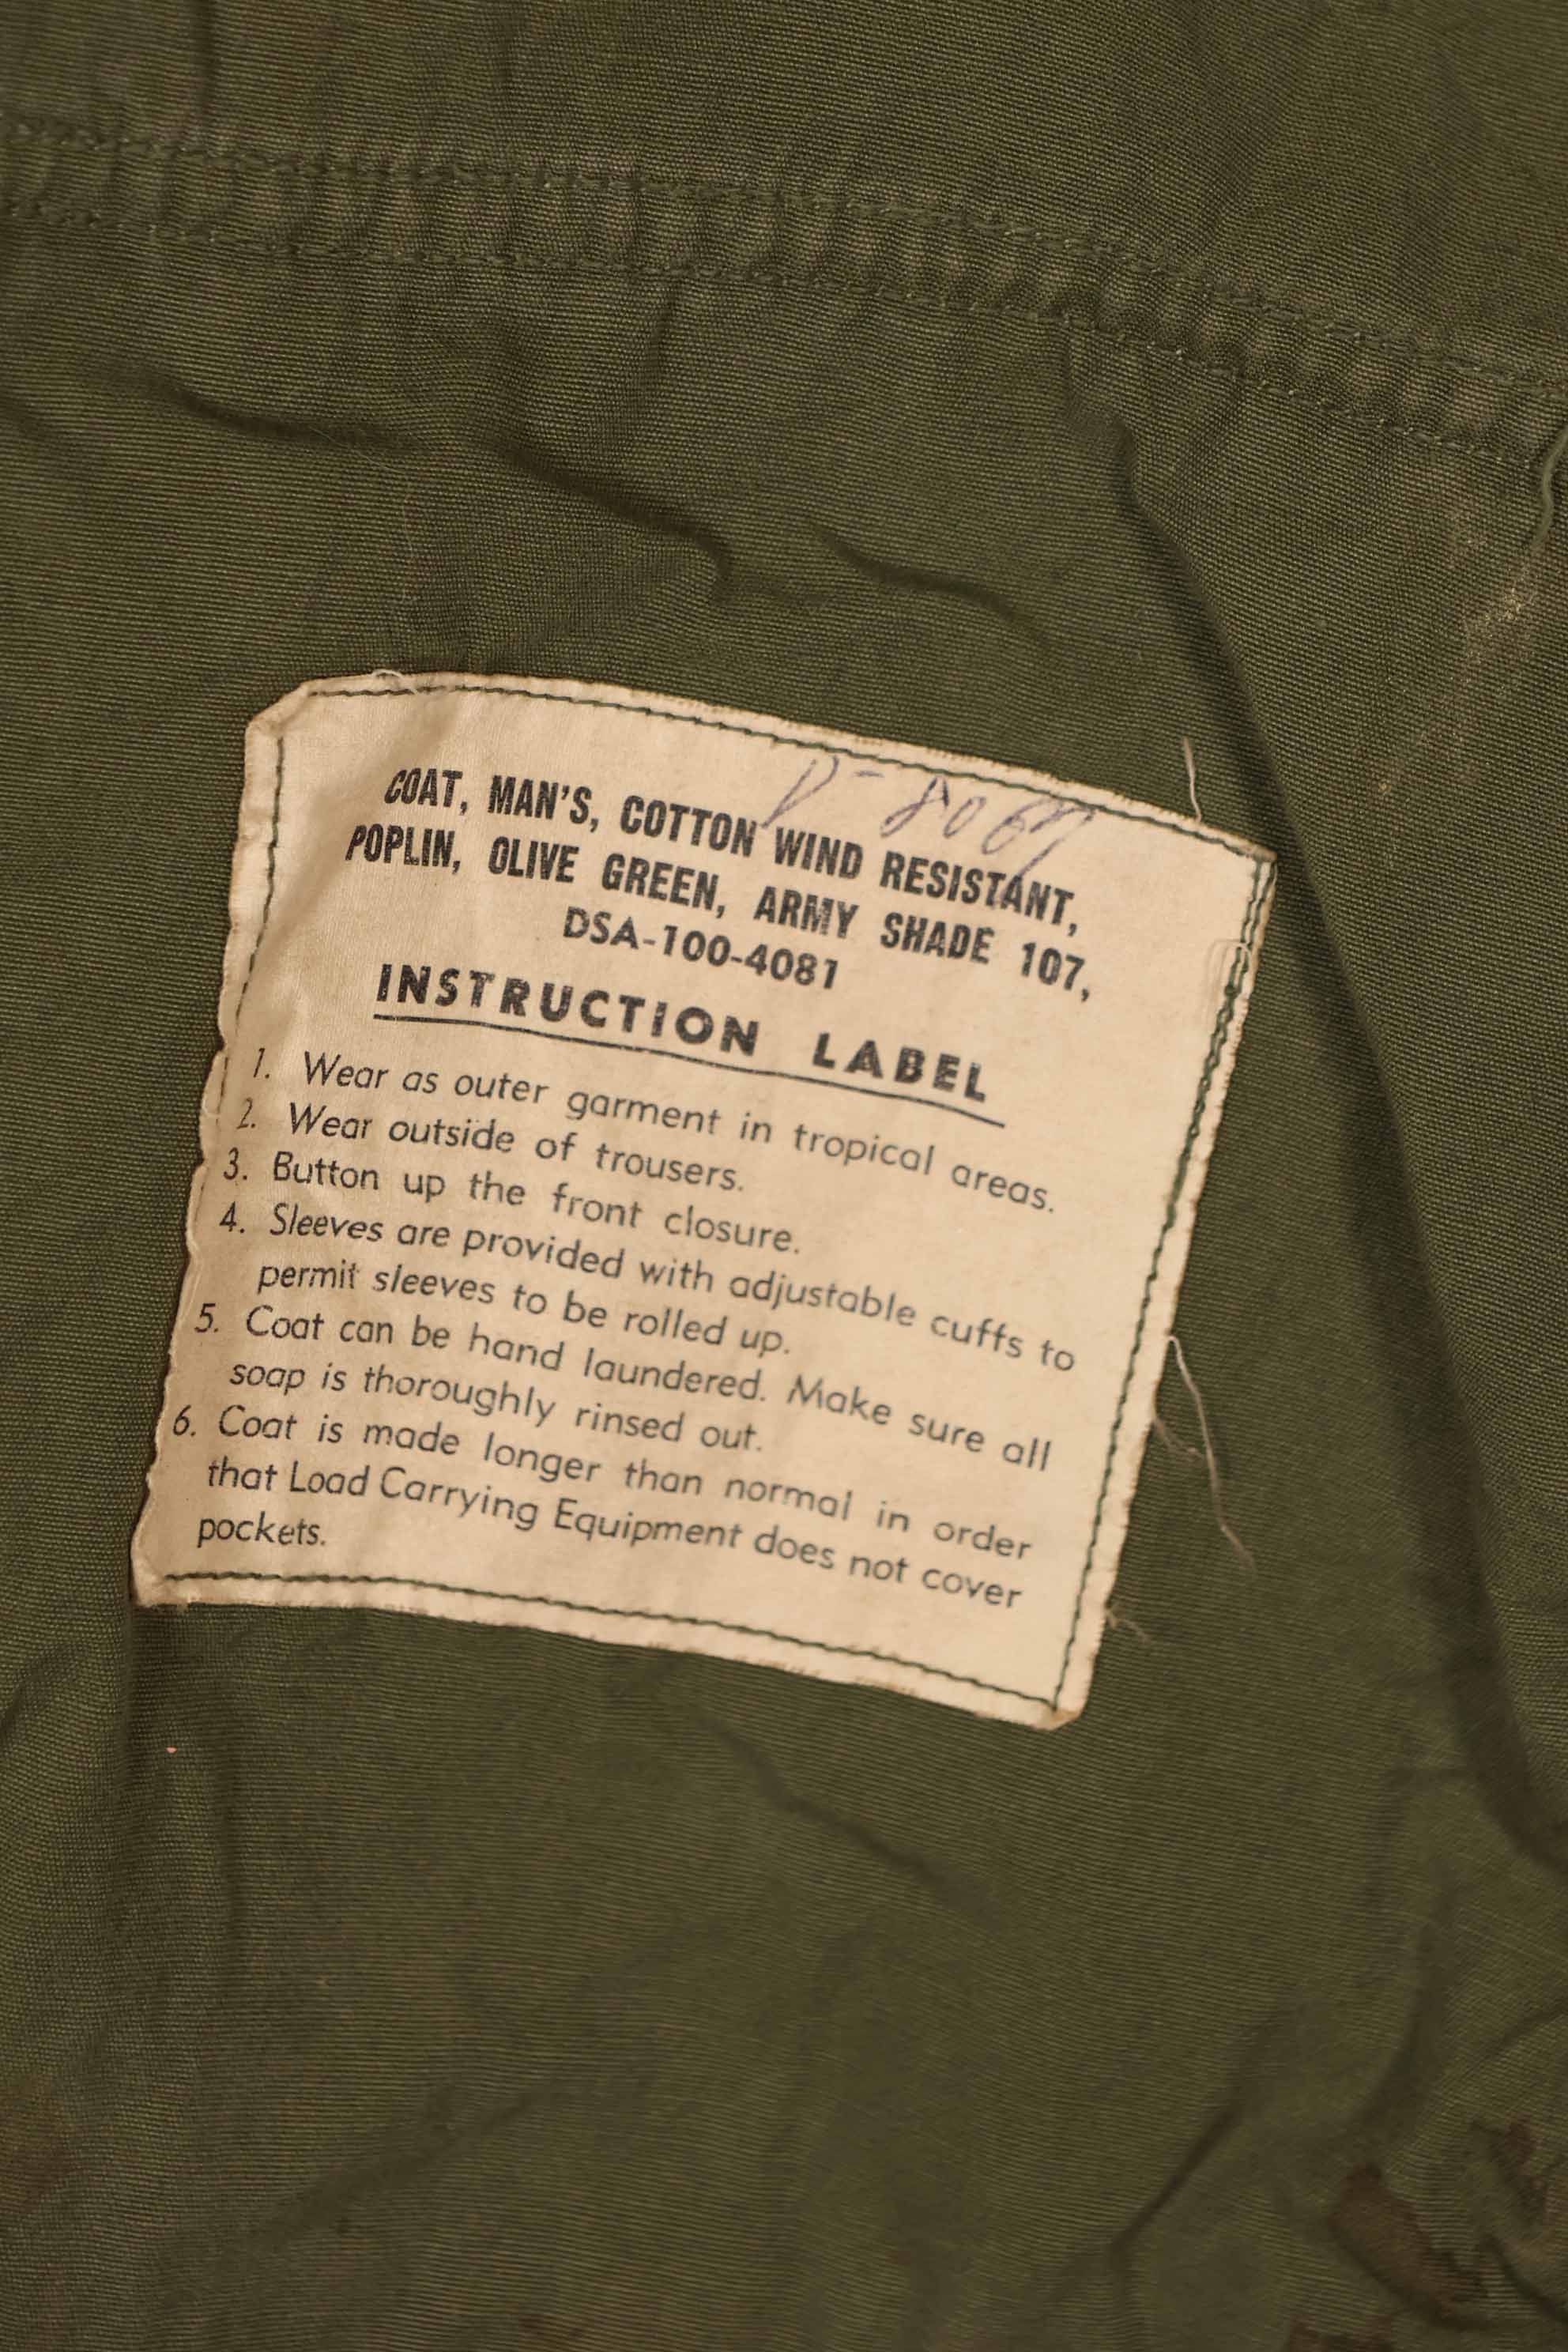 COAT, MAN'S, COTTON WIND RESISTANT,
POPLIN, OLIVE GREEN, ARMY SHADE 107,
DSA-100-4081
INSTRUCTION LABEL
1. Wear as outer garment in tropical areas.
2. Wear outside of trousers.
3. Button up the front closure.
4. Sleeves are provided with adjustable cuffs to
permit sleeves to be rolled up.
5. Coat can be hand laundered. Make sure all
soap is thoroughly rinsed out.
6. Coat is made longer than normal in order
that Load Carrying Equipment does not cover
pockets.